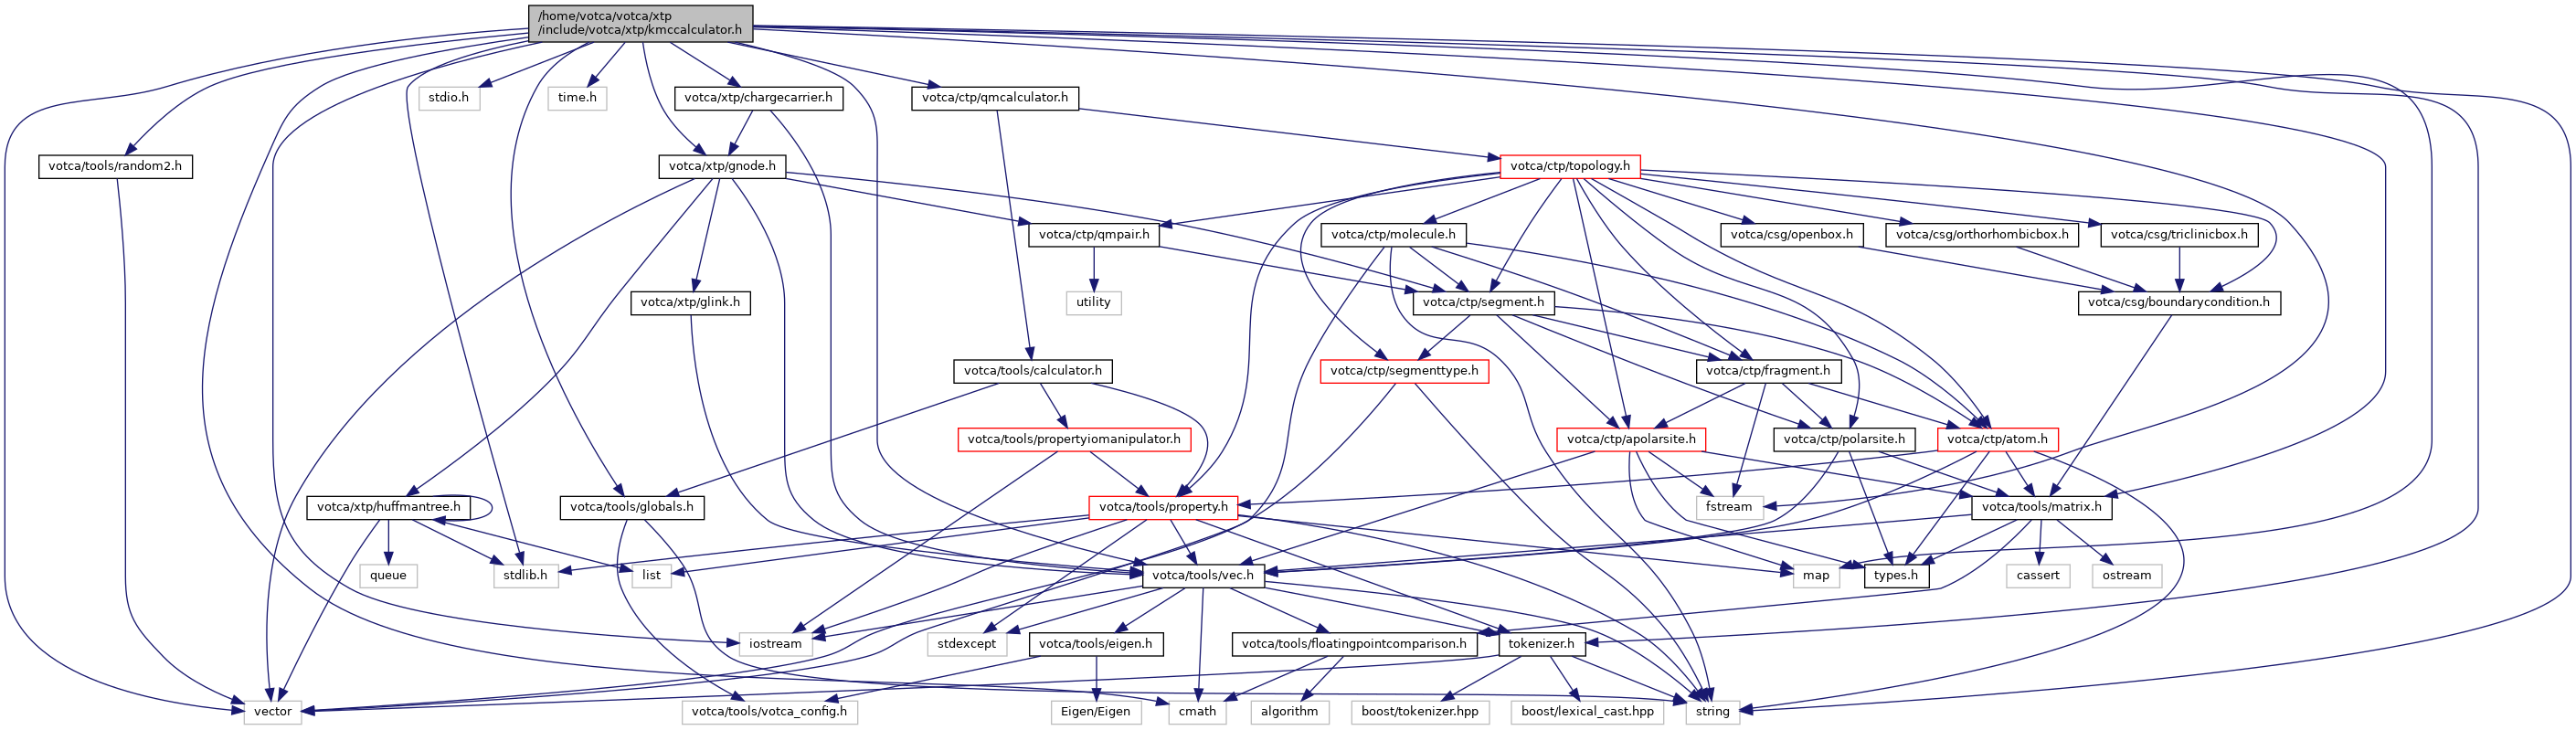 /home/votca/votca/xtp
/include/votca/xtp/kmccalculator.h
stdio.h
time.h
votca/xtp/chargecarrier.h
votca/ctp/qmcalculator.h
votca/tools/random2.h
votca/xtp/gnode.h
votca/ctp/topology.h
votca/ctp/qmpair.h
votca/ctp/molecule.h
votca/csg/openbox.h
votca/csg/orthorhombicbox.h
votca/csg/triclinicbox.h
votca/xtp/glink.h
utility
votca/ctp/segment.h
votca/csg/boundarycondition.h
votca/tools/calculator.h
votca/ctp/segmenttype.h
votca/ctp/fragment.h
votca/tools/propertyiomanipulator.h
votca/ctp/apolarsite.h
votca/ctp/polarsite.h
votca/ctp/atom.h
votca/xtp/huffmantree.h
votca/tools/globals.h
votca/tools/property.h
fstream
votca/tools/matrix.h
queue
stdlib.h
list
votca/tools/vec.h
map
types.h
cassert
ostream
iostream
stdexcept
votca/tools/eigen.h
votca/tools/floatingpointcomparison.h
tokenizer.h
vector
votca/tools/votca_config.h
Eigen/Eigen
cmath
algorithm
boost/tokenizer.hpp
boost/lexical_cast.hpp
string